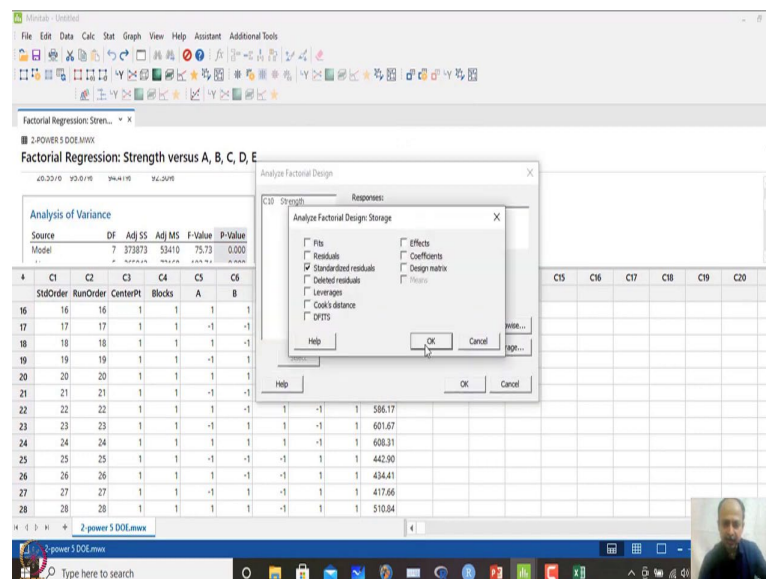 Minitab - Untitled
File Edit Data Calc Stat Graph View Help Assistant Additional Tools
Factorial Regression: Stren...
2-POWER 5 DOE.MWX
Factorial Regression: Strength versus A, B, C, D, E
Analysis of Variance
Source DF Adj SS Adj MS F-Value P-Value
Model 7 373873 53410 75.73 0.000
Analyze Factorial Design
C10 Strength
Responses:
Analyze Factorial Design: Storage
Fits Effects
Residuals Coefficients
Standardized residuals Design matrix
Deleted residuals Means
Leverages
Cook's distance
DFITS
Help OK Cancel
Help OK Cancel
C1 C2 C3 C4 C5 C6 C15 C16 C17 C18 C19 C20
StdOrder RunOrder CenterPt Blocks A B
16 16 16 1 1 1 1
17 17 17 1 1 -1 -1
18 18 18 1 1 1 -1
19 19 19 1 1 -1 1
20 20 20 1 1 1 1
21 21 21 1 1 -1 -1
22 22 22 1 1 1 -1 1 -1 1 586.17
23 23 23 1 1 -1 1 1 -1 1 601.67
24 24 24 1 1 1 1 1 -1 1 608.31
25 25 25 1 1 -1 -1 -1 1 1 442.90
26 26 26 1 1 1 -1 -1 1 1 434.41
27 27 27 1 1 -1 1 -1 1 1 417.66
28 28 28 1 1 1 1 -1 1 1 510.84
2-power 5 DOE.mwx
2-power 5 DOE.mwx
Type here to search